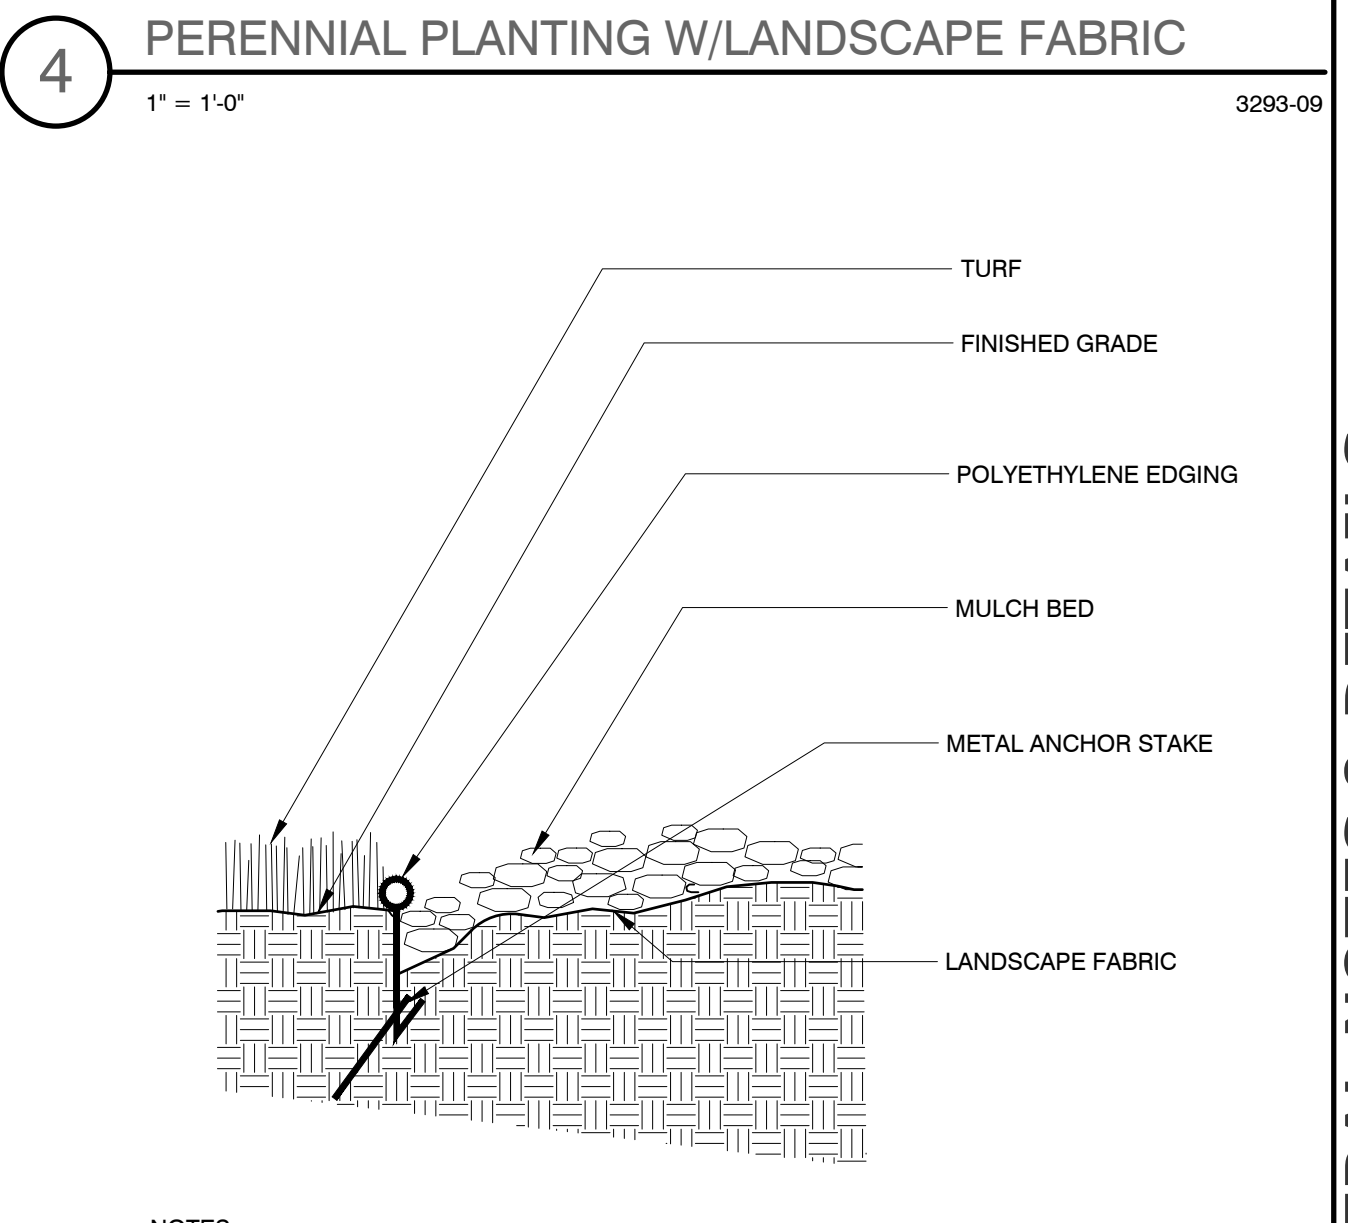 4
PERENNIAL PLANTING W/LANDSCAPE FABRIC
1" = 1'-0"
3293-09
TURF
FINISHED GRADE
POLYETHYLENE EDGING
MULCH BED
METAL ANCHOR STAKE
LANDSCAPE FABRIC